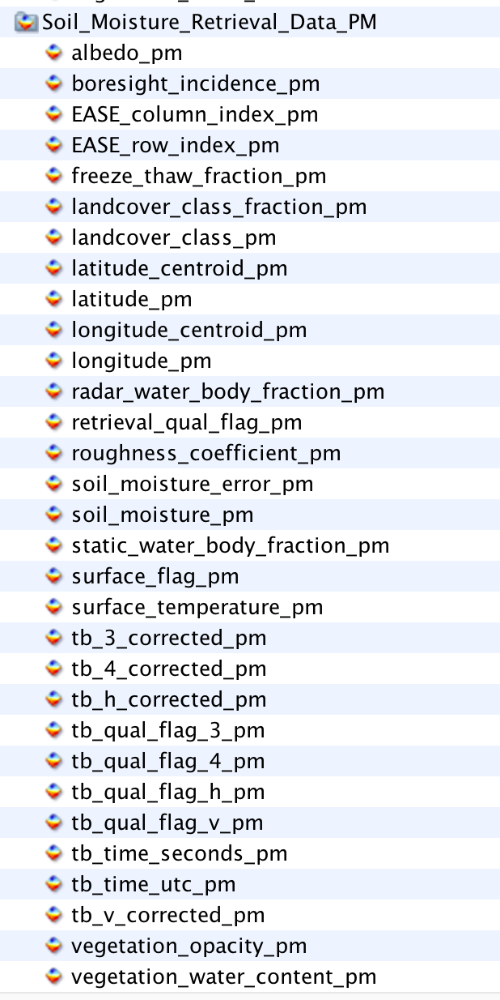 Soil_Moisture_Retrieval_Data_PM
albedo_pm
boresight_incidence_pm
EASE_column_index_pm
EASE_row_index_pm
freeze_thaw_fraction_pm
landcover_class_fraction_pm
landcover_class_pm
latitude_centroid_pm
latitude_pm
longitude_centroid_pm
longitude_pm
radar_water_body_fraction_pm
retrieval_qual_flag_pm
roughness_coefficient_pm
soil_moisture_error_pm
soil_moisture_pm
static_water_body_fraction_pm
surface_flag_pm
surface_temperature_pm
tb_3_corrected_pm
tb_4_corrected_pm
tb_h_corrected_pm
tb_qual_flag_3_pm
tb_qual_flag_4_pm
tb_qual_flag_h_pm
tb_qual_flag_v_pm
tb_time_seconds_pm
tb_time_utc_pm
tb_v_corrected_pm
vegetation_opacity_pm
vegetation_water_content_pm